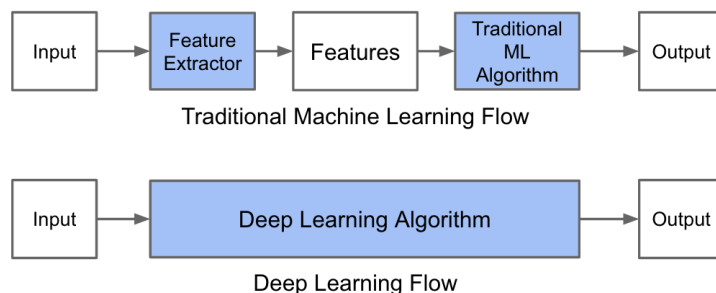 Input
Feature
Extractor
Features
Traditional
ML
Algorithm
Output
Traditional Machine Learning Flow
Input
Deep Learning Algorithm
Output
Deep Learning Flow